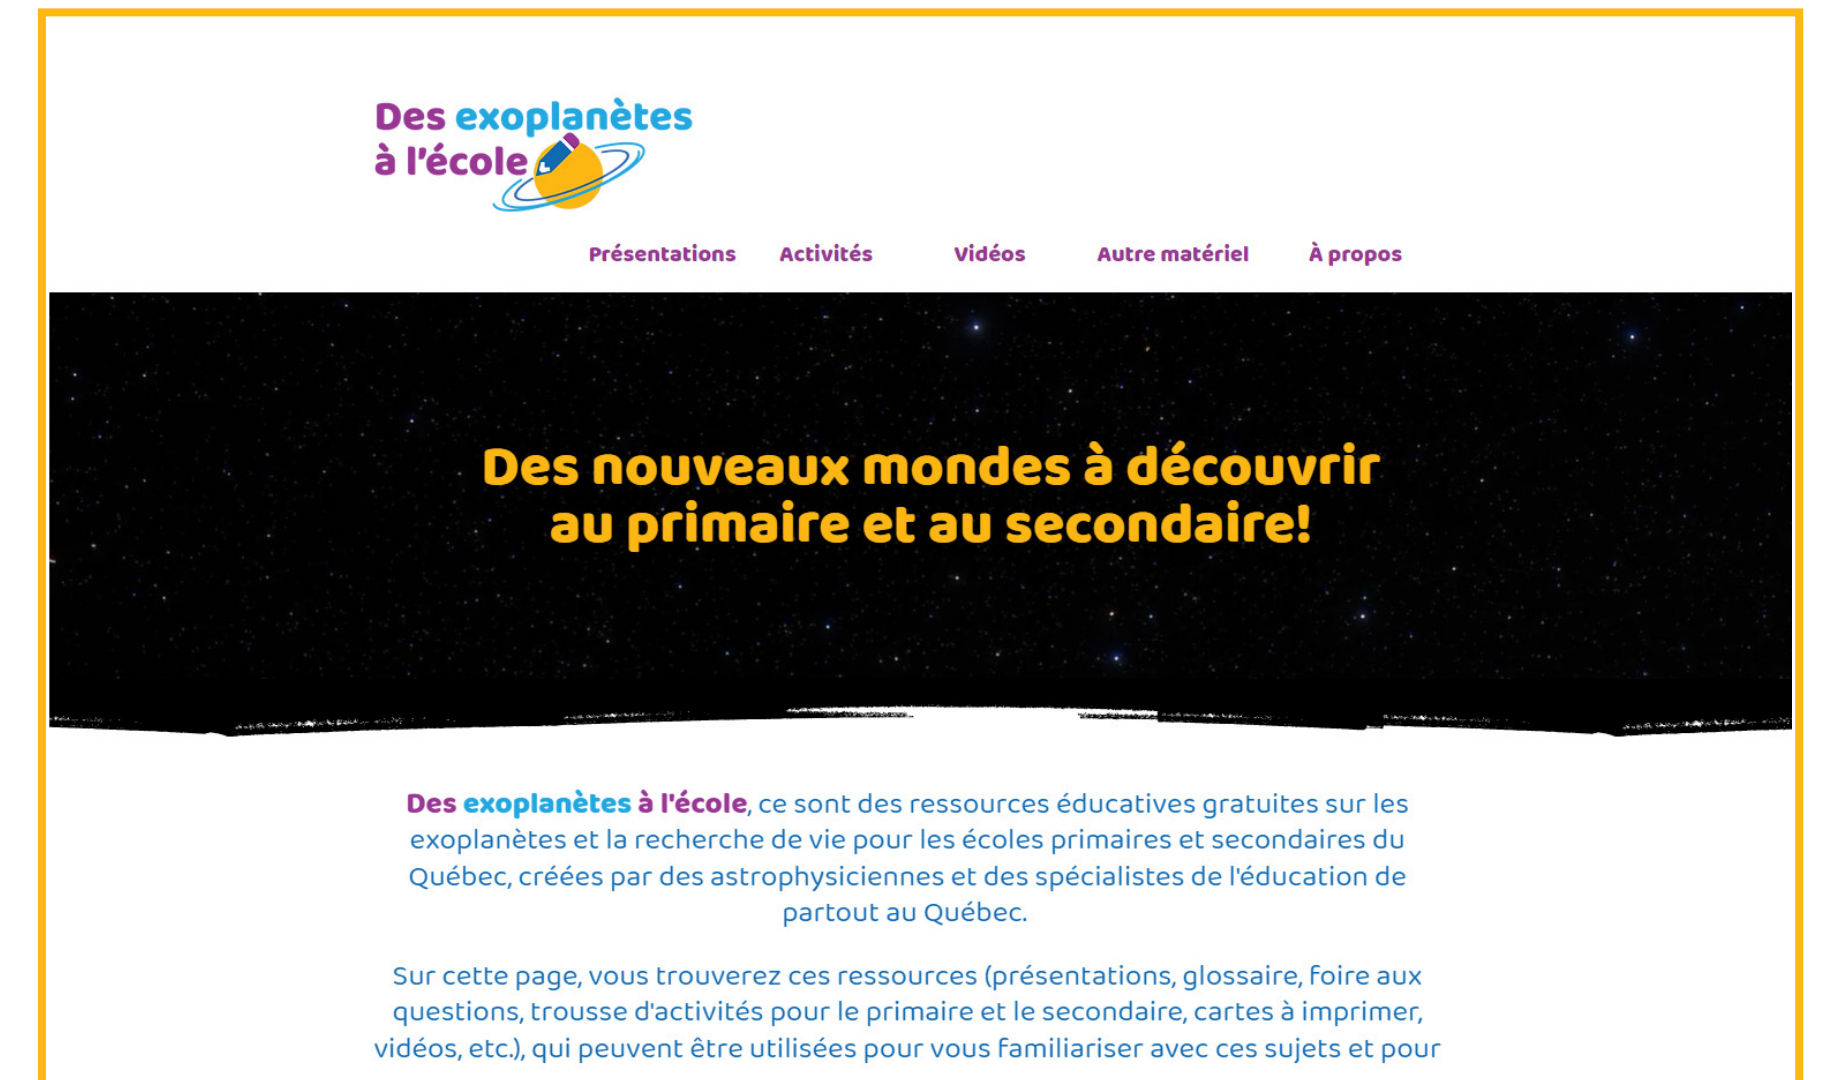 Des exoplanètes
à l’école
Présentations Activités Vidéos Autre matériel À propos
Des nouveaux mondes à découvrir
au primaire et au secondaire!
Des exoplanètes à l'école, ce sont des ressources éducatives gratuites sur les
exoplanètes et la recherche de vie pour les écoles primaires et secondaires du
Québec, créées par des astrophysiciennes et des spécialistes de l'éducation de
partout au Québec.
Sur cette page, vous trouverez ces ressources (présentations, glossaire, foire aux
questions, trousse d'activités pour le primaire et le secondaire, cartes à imprimer,
vidéos, etc.), qui peuvent être utilisées pour vous familiariser avec ces sujets et pour